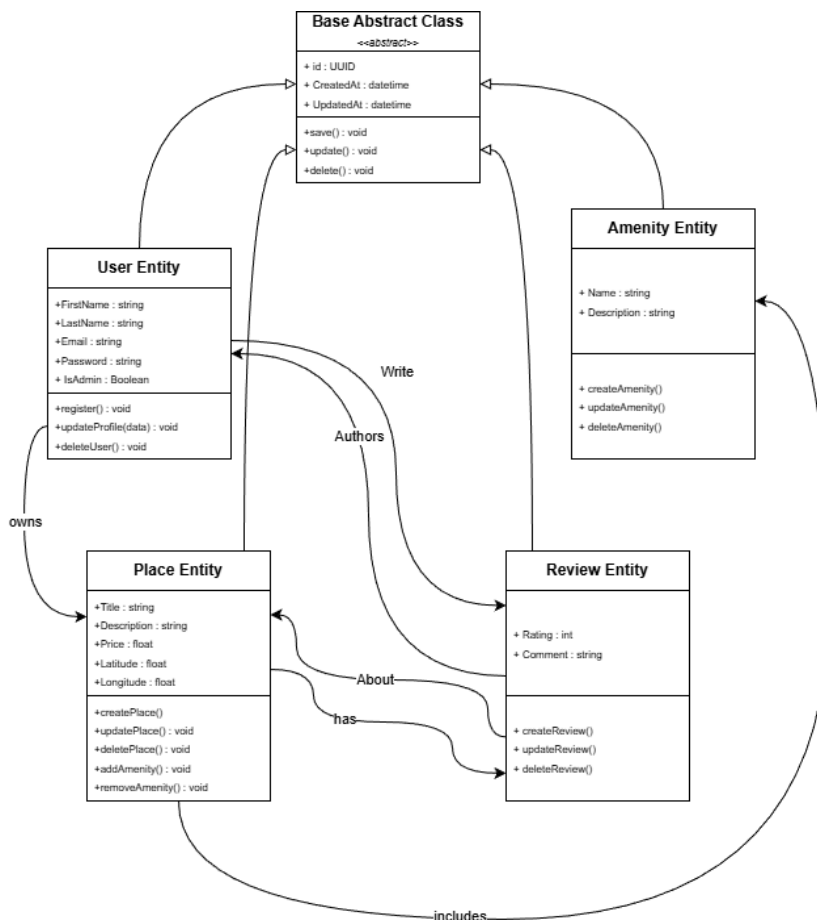 Base Abstract Class
<<abstract>>
+ id : UUID
+ CreatedAt : datetime
+ UpdatedAt : datetime
+save() : void
+update() : void
+delete() : void
Amenity Entity
+ Name : string
+ Description : string
+ createAmenity()
+ updateAmenity()
+ deleteAmenity()
User Entity
+FirstName : string
+LastName : string
+Email : string
+Password : string
+ IsAdmin : Boolean
+register() : void
+updateProfile(data) : void
+deleteUser() : void
Write
Authors
owns
Place Entity
+Title : string
+Description : string
+Price : float
+Latitude : float
+Longitude : float
+createPlace()
+updatePlace() : void
+deletePlace() : void
+addAmenity() : void
+removeAmenity() : void
About
has
Review Entity
+ Rating : int
+ Comment : string
+ createReview()
+ updateReview()
+ deleteReview()
includes